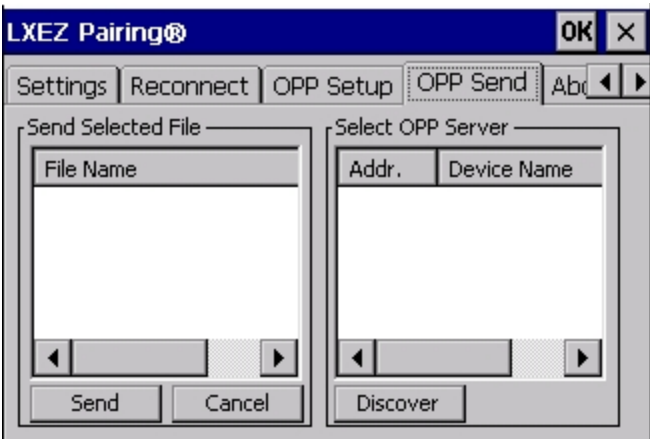 LXEZ Pairing® OK ×
Settings Reconnect OPP Setup OPP Send Abo
Send Selected File
File Name
Send Cancel
Select OPP Server
Addr. Device Name
Discover